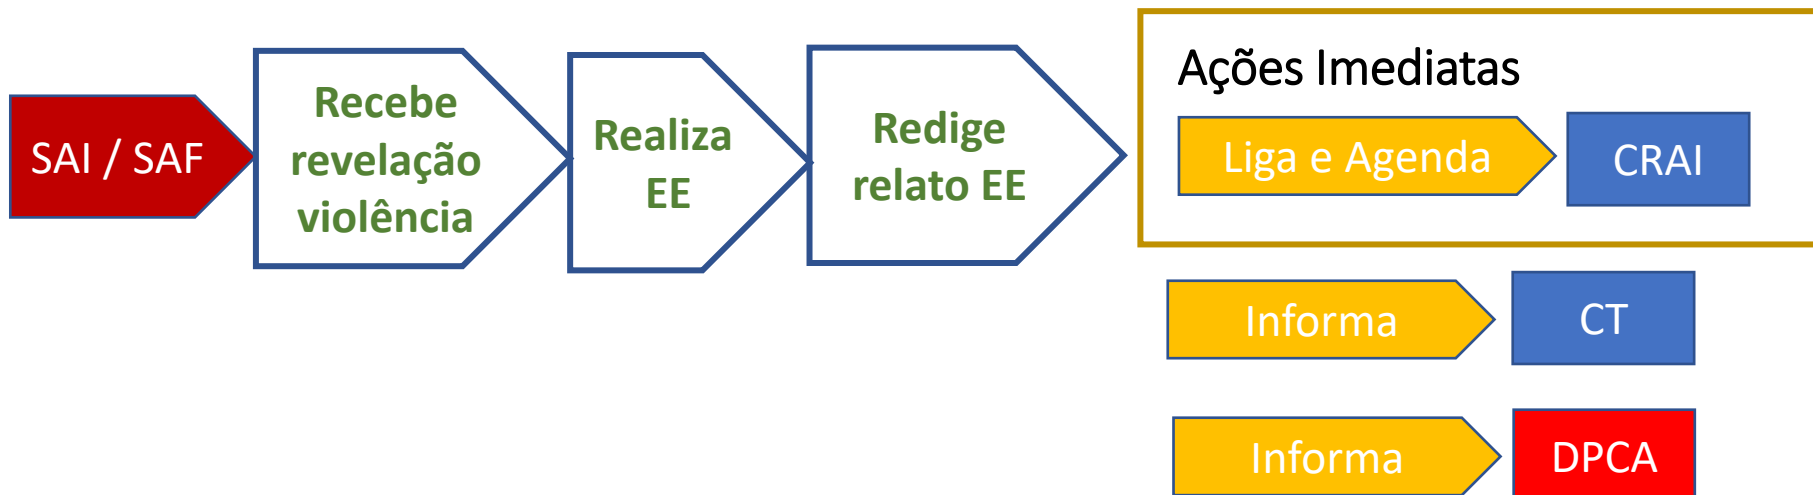 SAI / SAF
Recebe
revelação
violência
Realiza
EE
Redige
relato EE
Ações Imediatas
Liga e Agenda
CRAI
Informa
CT
Informa
DPCA